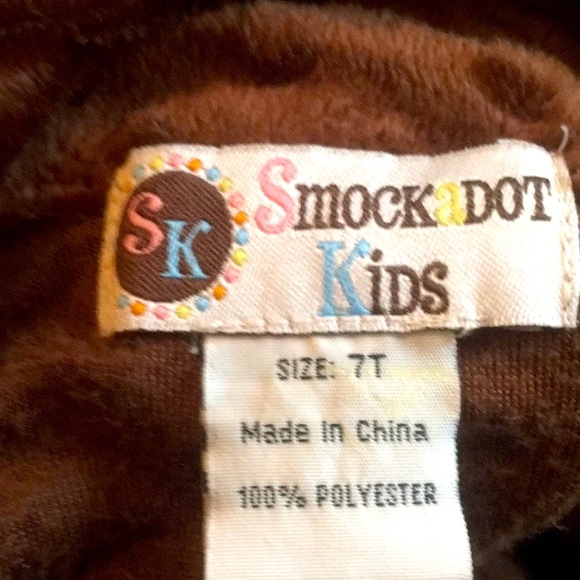 SK
SMOCKaDOT
KiDS
SIZE: 7T
Made In China
100% POLYESTER